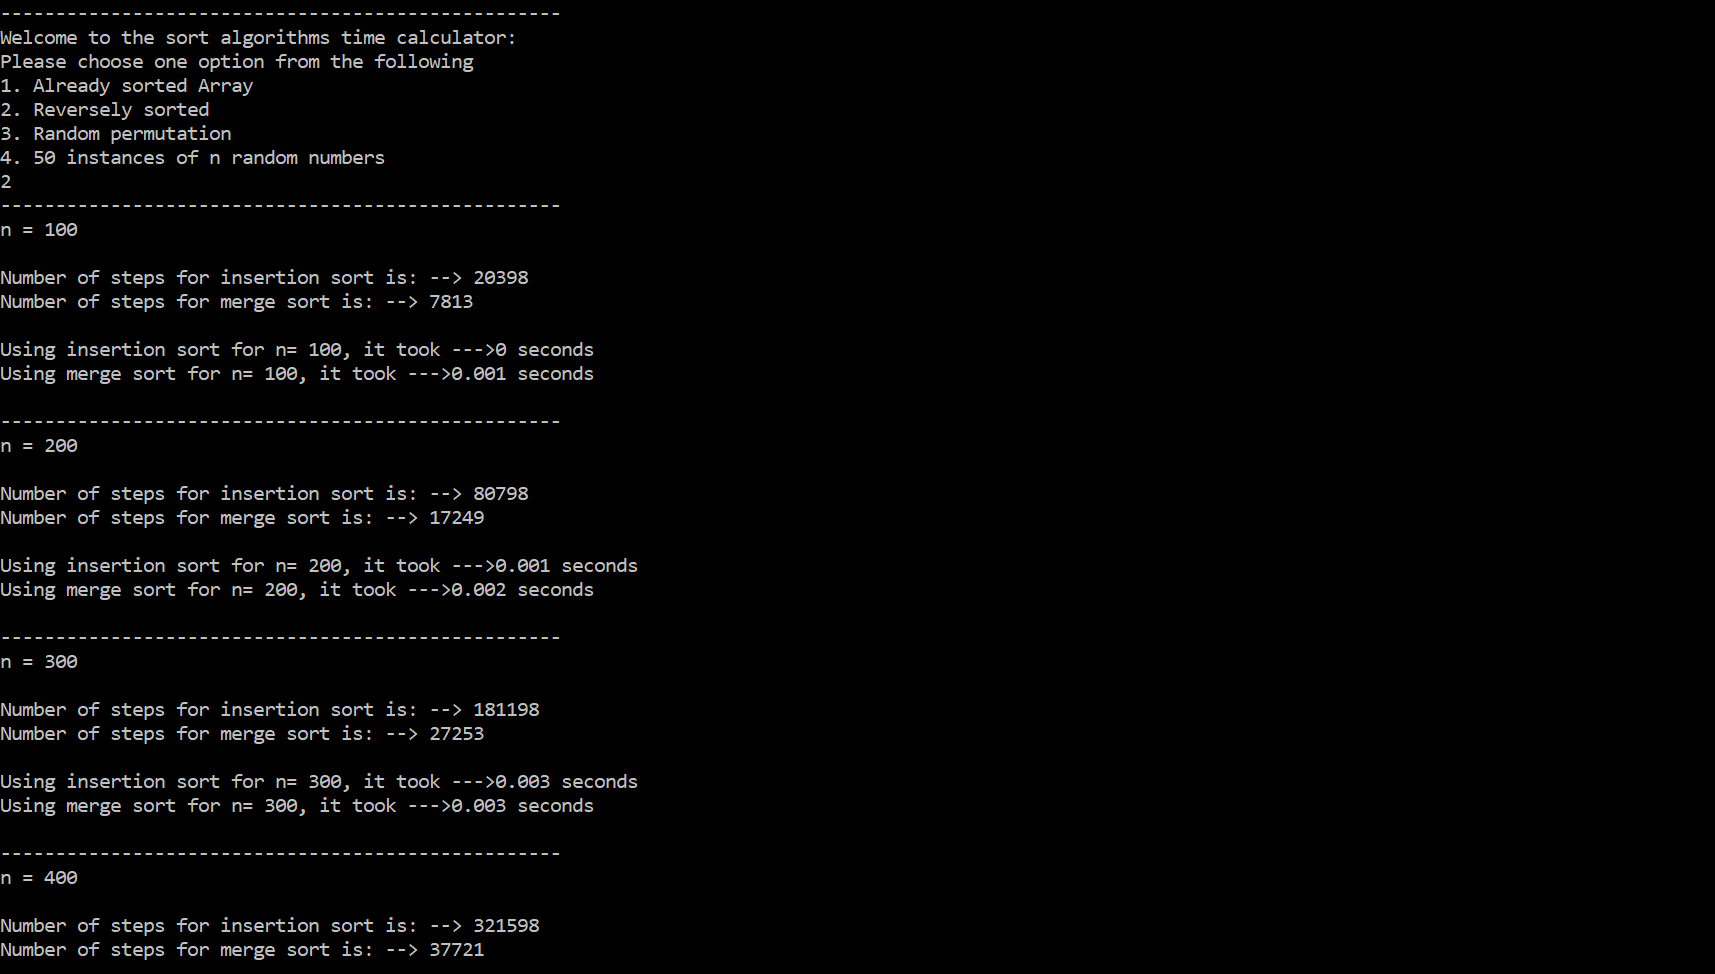 ---------------------------------------------------
Welcome to the sort algorithms time calculator:
Please choose one option from the following
1. Already sorted Array
2. Reversely sorted
3. Random permutation
4. 50 instances of n random numbers
2
---------------------------------------------------
n = 100
Number of steps for insertion sort is: --> 20398
Number of steps for merge sort is: --> 7813
Using insertion sort for n= 100, it took --->0 seconds
Using merge sort for n= 100, it took --->0.001 seconds
---------------------------------------------------
n = 200
Number of steps for insertion sort is: --> 80798
Number of steps for merge sort is: --> 17249
Using insertion sort for n= 200, it took --->0.001 seconds
Using merge sort for n= 200, it took --->0.002 seconds
---------------------------------------------------
n = 300
Number of steps for insertion sort is: --> 181198
Number of steps for merge sort is: --> 27253
Using insertion sort for n= 300, it took --->0.003 seconds
Using merge sort for n= 300, it took --->0.003 seconds
---------------------------------------------------
n = 400
Number of steps for insertion sort is: --> 321598
Number of steps for merge sort is: --> 37721